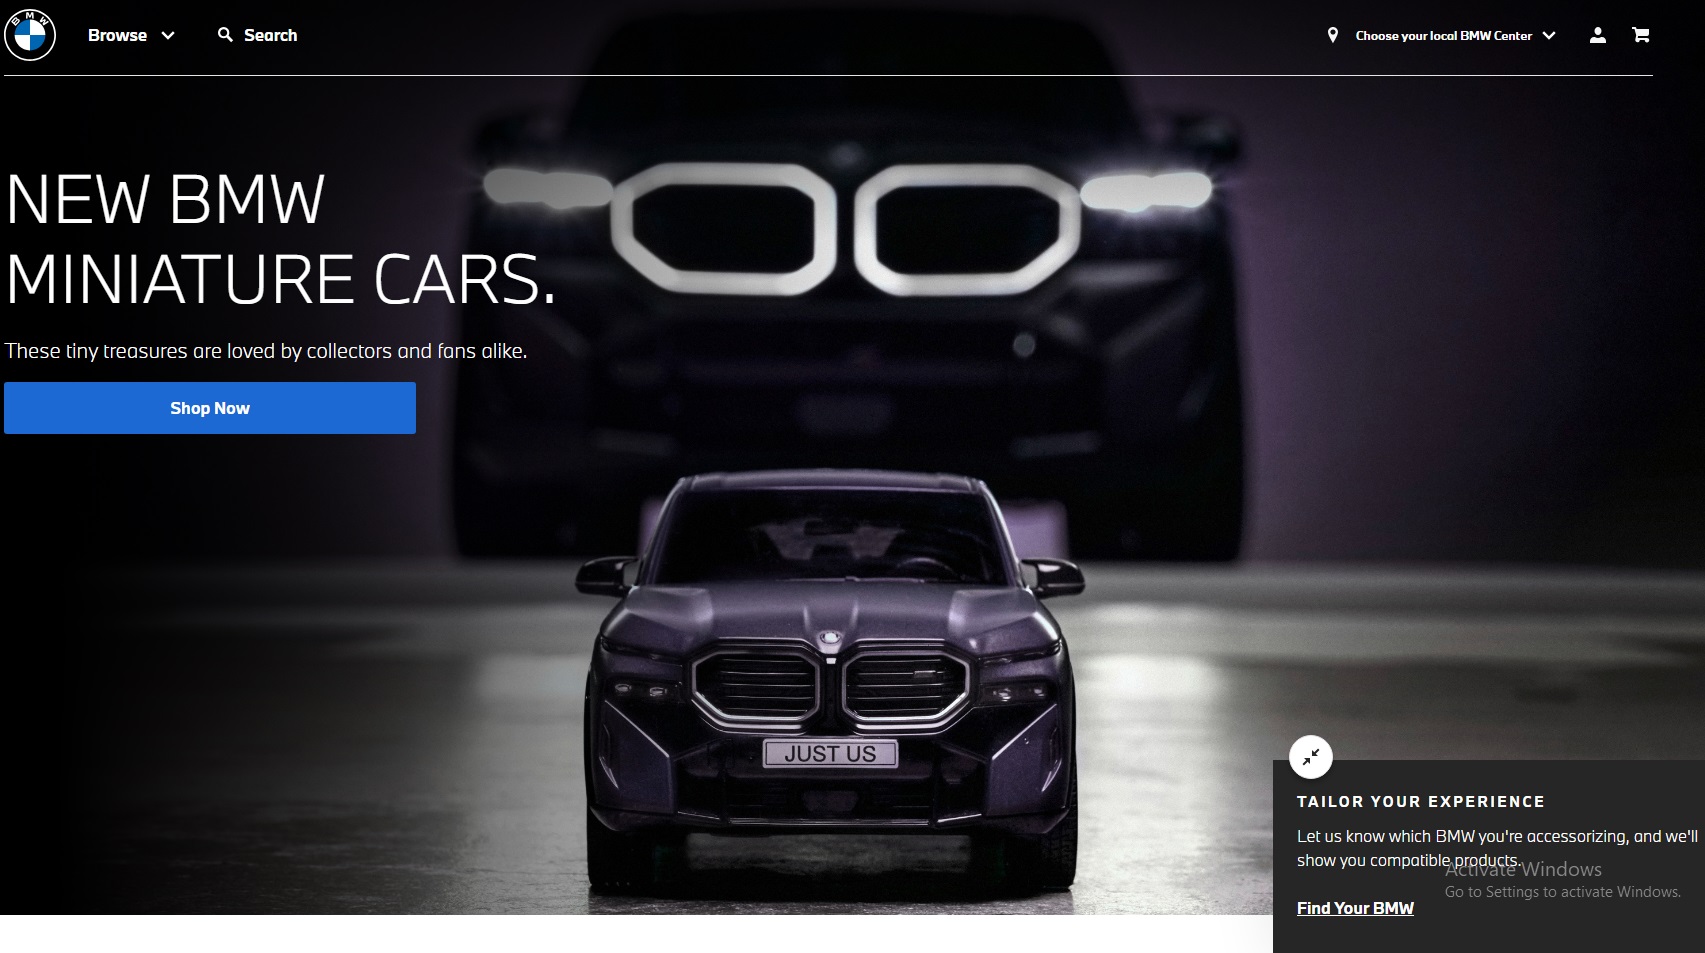 BMW
Browse
Search
Choose your local BMW Center
NEW BMW
MINIATURE CARS.
These tiny treasures are loved by collectors and fans alike.
Shop Now
JUST US
TAILOR YOUR EXPERIENCE
Let us know which BMW you're accessorizing, and we'll
show you compatible products.
Activate Windows
Go to Settings to activate Windows.
Find Your BMW